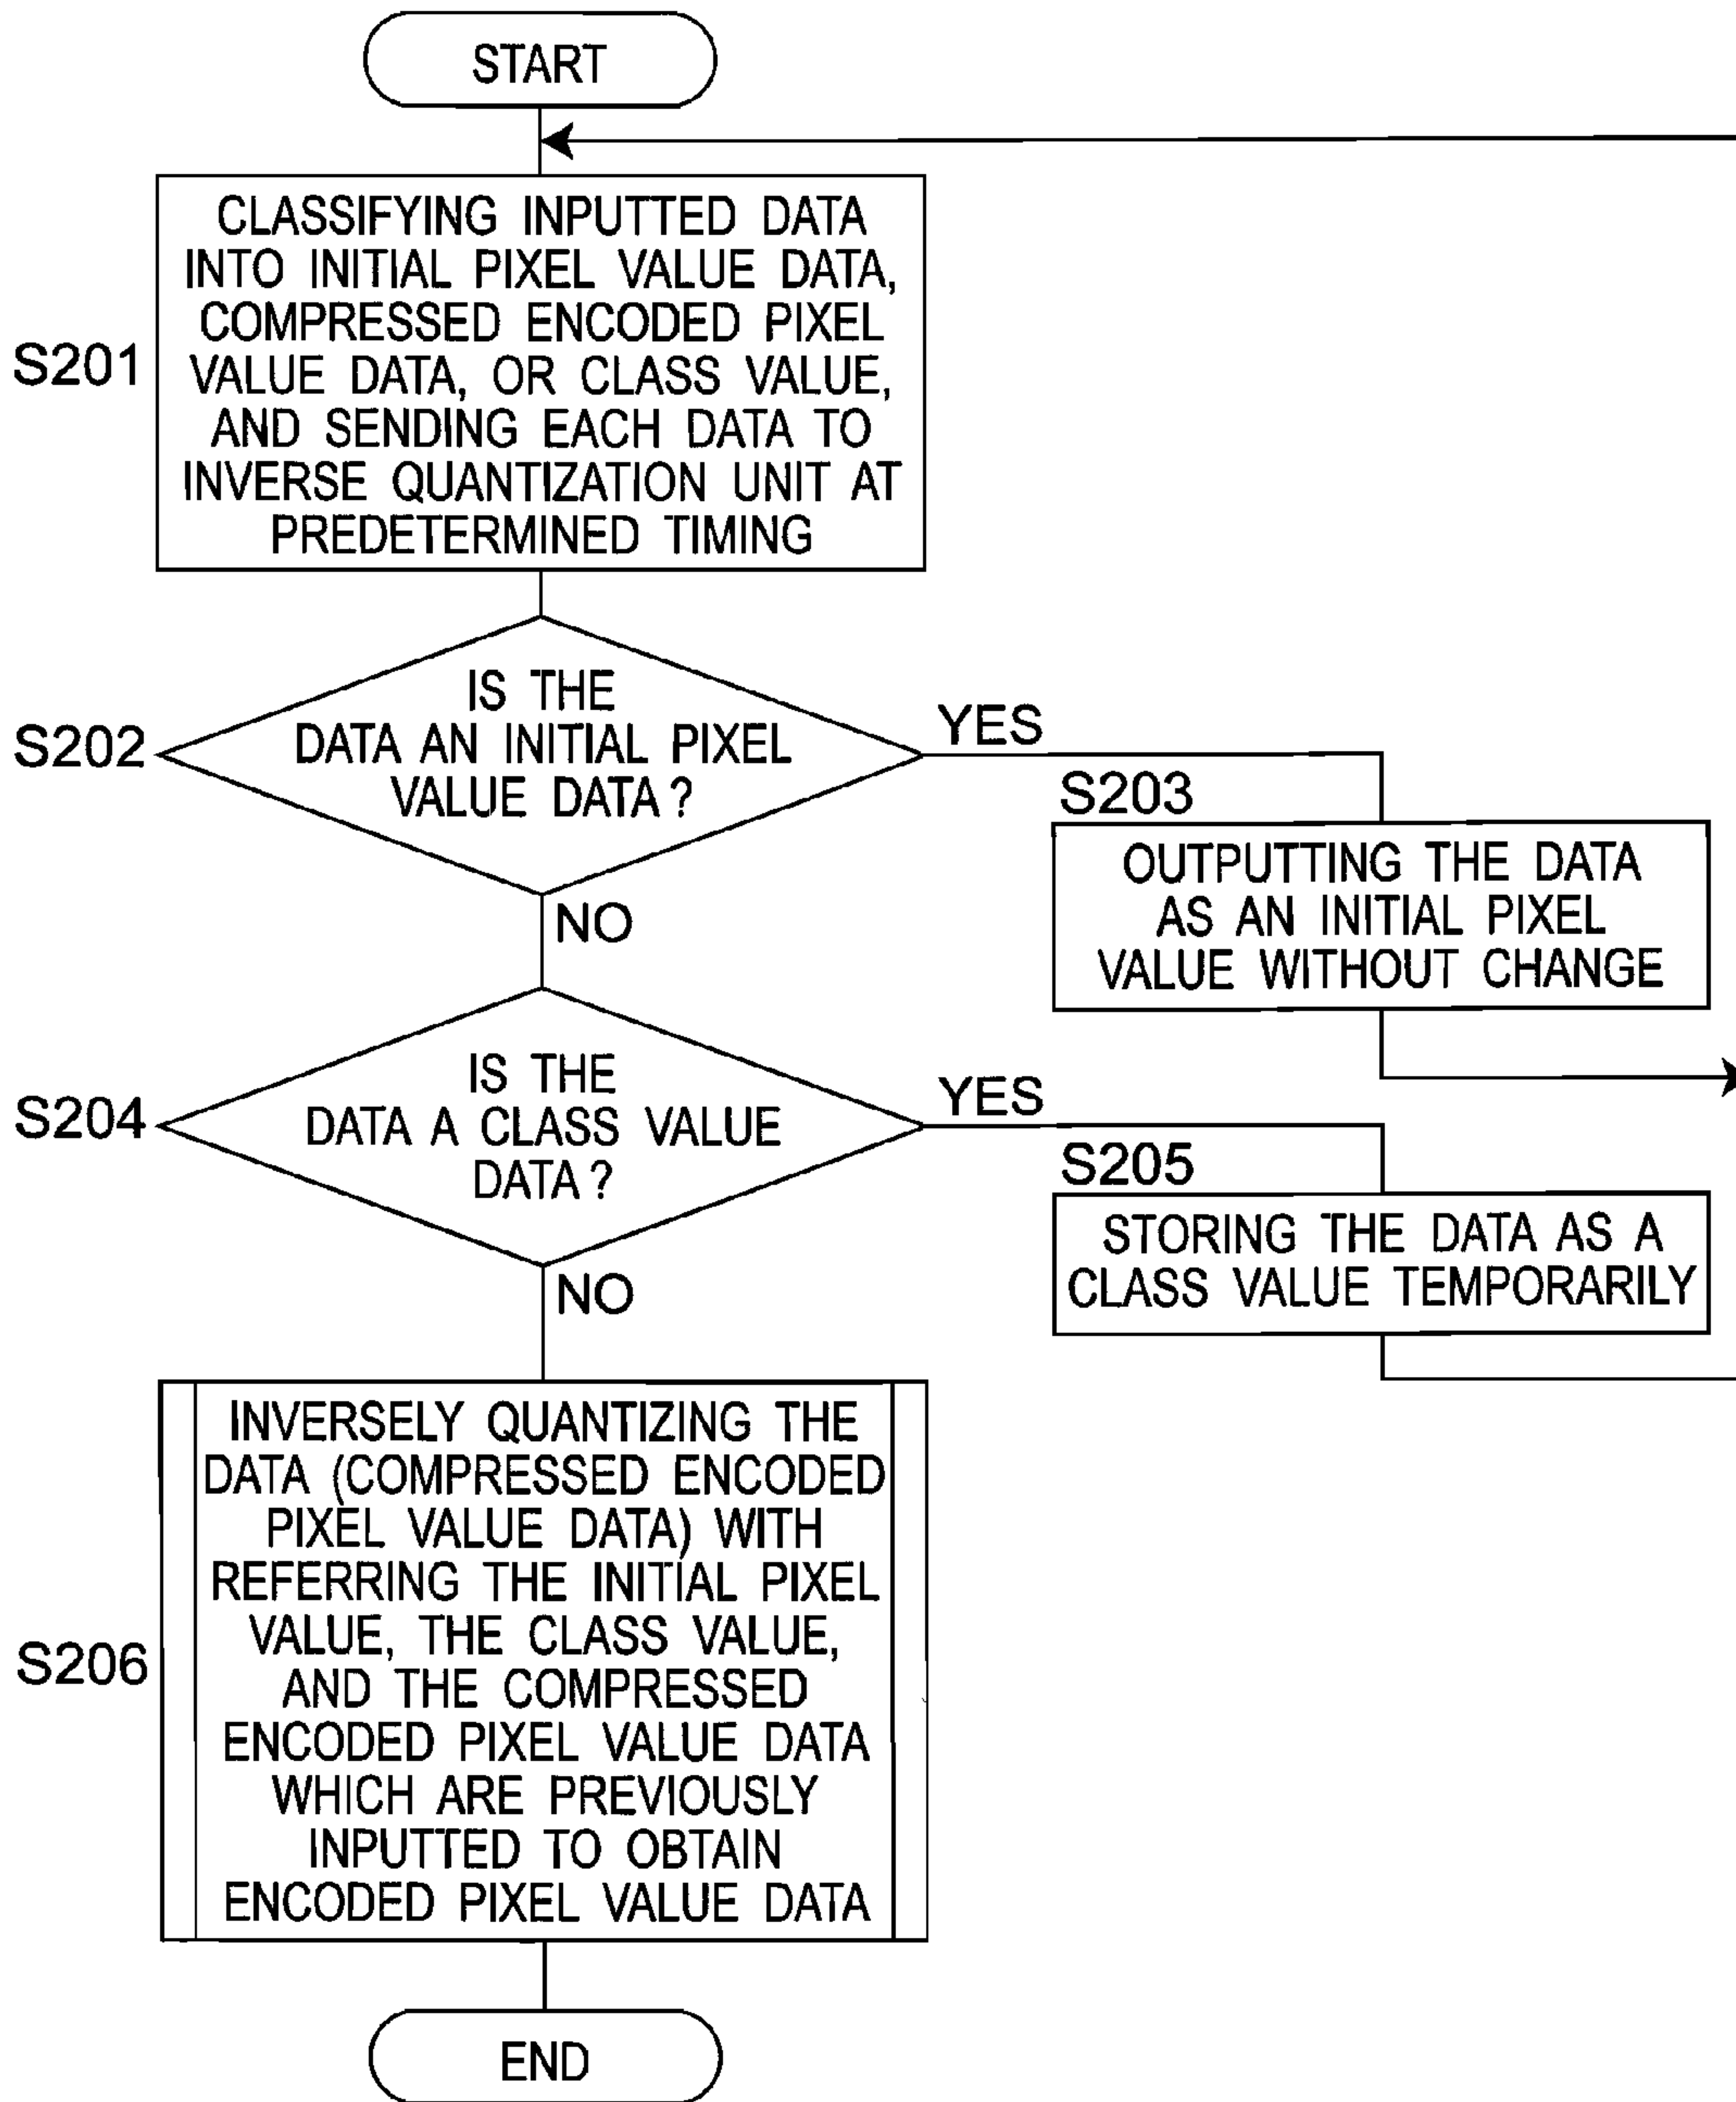 START
CLASSIFYING INPUTTED DATA
INTO INITIAL PIXEL VALUE DATA,
COMPRESSED ENCODED PIXEL
VALUE DATA, OR CLASS VALUE,
AND SENDING EACH DATA TO
INVERSE QUANTIZATION UNIT AT
PREDETERMINED TIMING
S201
IS THE
DATA AN INITIAL PIXEL
VALUE DATA?
S202
YES
NO
S203
OUTPUTTING THE DATA
AS AN INITIAL PIXEL
VALUE WITHOUT CHANGE
IS THE
DATA A CLASS VALUE
DATA?
S204
YES
NO
S205
STORING THE DATA AS A
CLASS VALUE TEMPORARILY
INVERSELY QUANTIZING THE
DATA (COMPRESSED ENCODED
PIXEL VALUE DATA) WITH
REFERRING THE INITIAL PIXEL
VALUE, THE CLASS VALUE,
AND THE COMPRESSED
ENCODED PIXEL VALUE DATA
WHICH ARE PREVIOUSLY
INPUTTED TO OBTAIN
ENCODED PIXEL VALUE DATA
S206
END